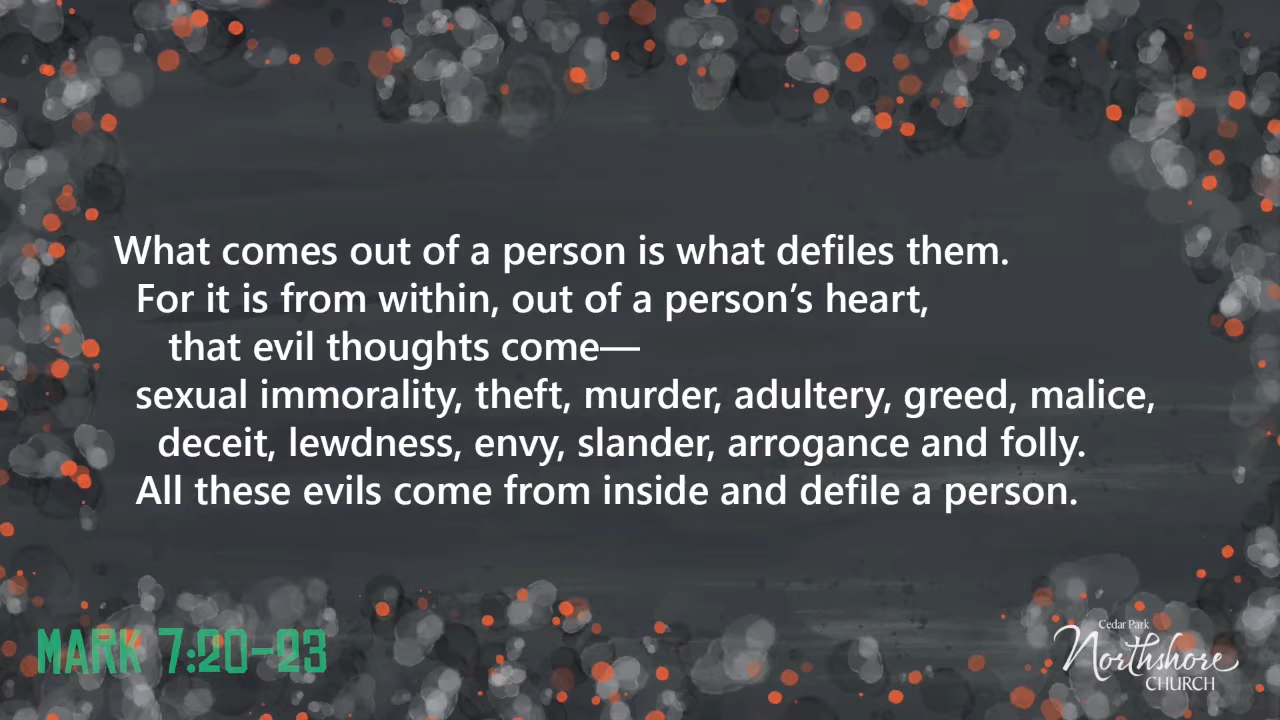 What comes out of a person is what defiles them.
For it is from within, out of a person’s heart,
that evil thoughts come—
sexual immorality, theft, murder, adultery, greed, malice,
deceit, lewdness, envy, slander, arrogance and folly.
All these evils come from inside and defile a person.
MARK 7:20-23
Cedar Park
Northshore
CHURCH